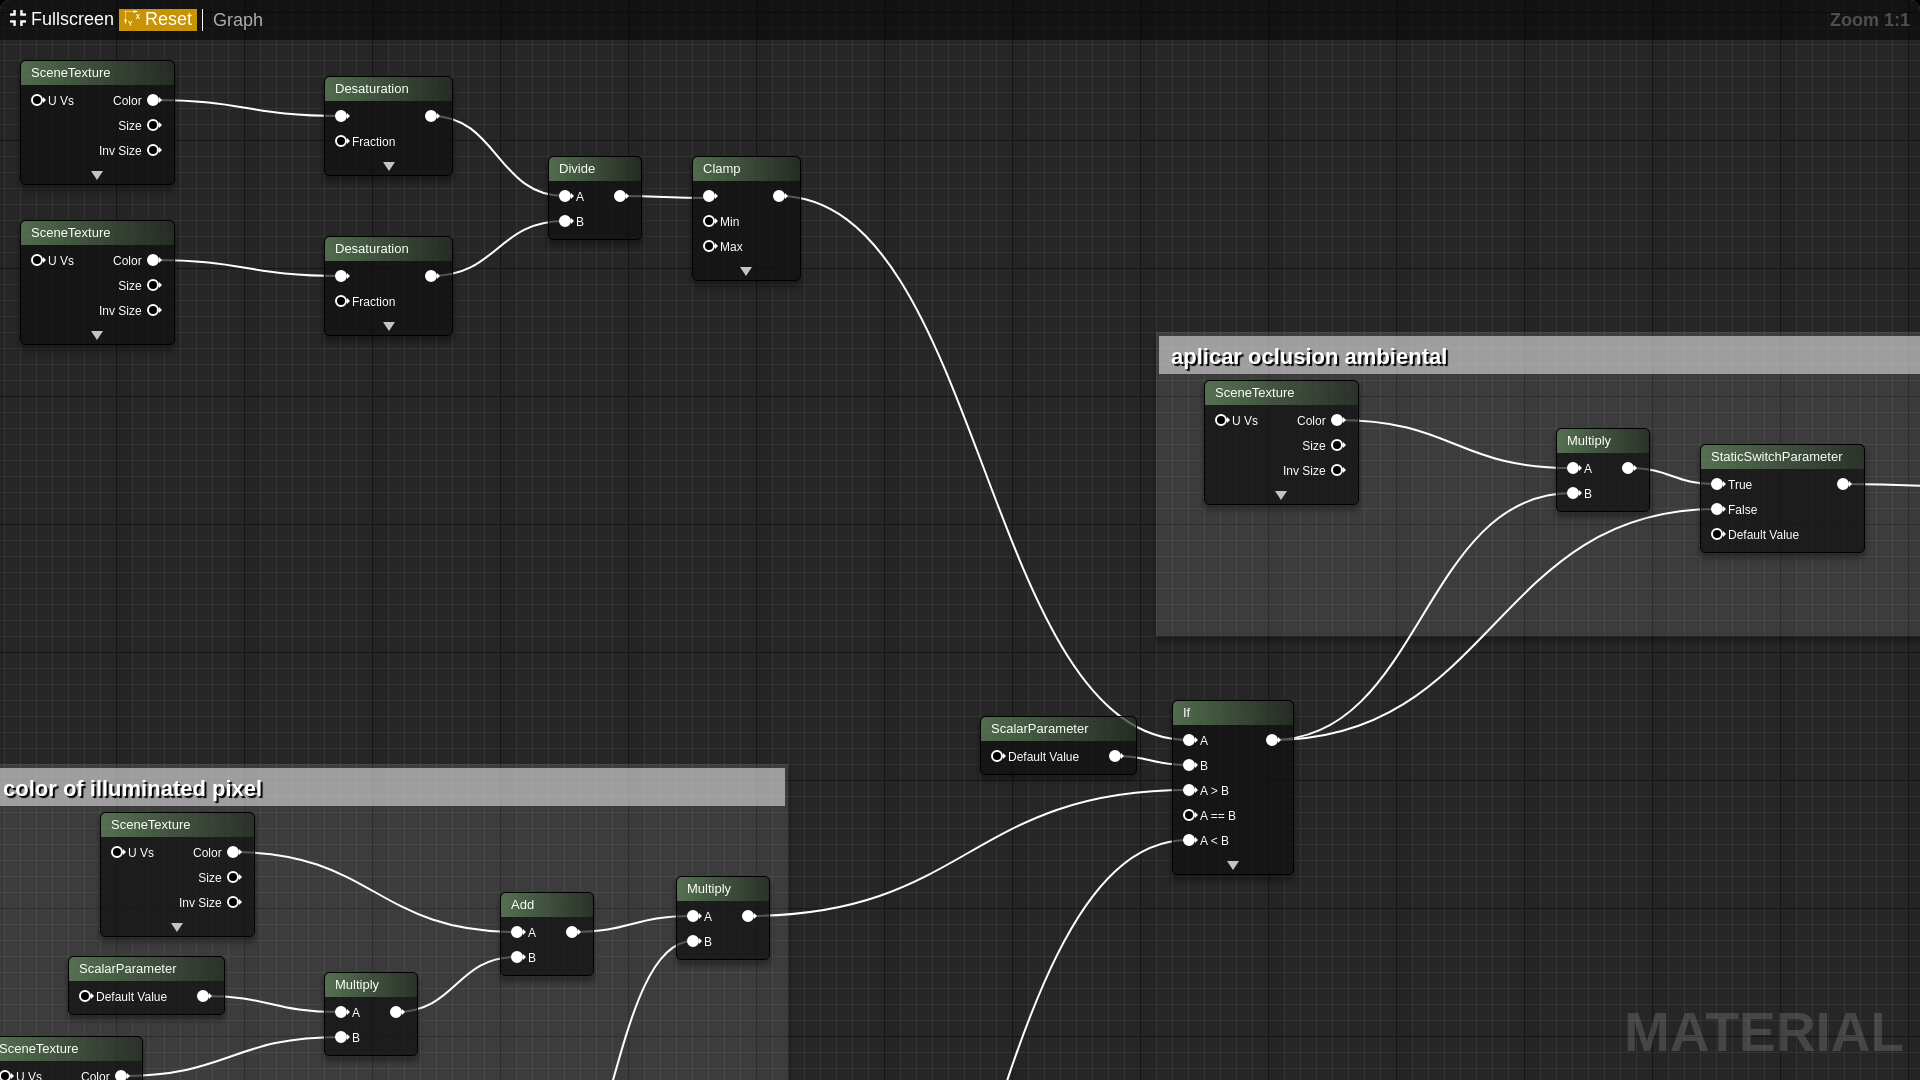 Fullscreen Reset Graph Zoom 1:1
SceneTexture
U Vs Color
Size
Inv Size
Desaturation
Fraction
Divide
A
B
Clamp
Min
Max
SceneTexture
U Vs Color
Size
Inv Size
Desaturation
Fraction
aplicar oclusion ambiental
SceneTexture
U Vs Color
Size
Inv Size
Multiply
A
B
StaticSwitchParameter
True
False
Default Value
ScalarParameter
Default Value
If
A
B
A > B
A == B
A < B
color of illuminated pixel
SceneTexture
U Vs Color
Size
Inv Size
Add
A
B
Multiply
A
B
ScalarParameter
Default Value
Multiply
A
B
SceneTexture
U Vs Color
MATERIAL